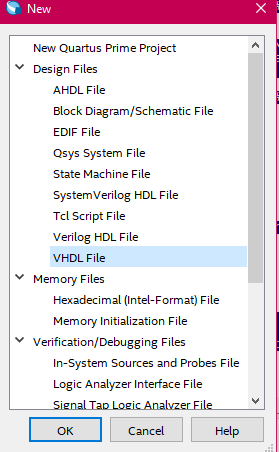 New
New Quartus Prime Project
Design Files
AHDL File
Block Diagram/Schematic File
EDIF File
Qsys System File
State Machine File
SystemVerilog HDL File
Tcl Script File
Verilog HDL File
VHDL File
Memory Files
Hexadecimal (Intel-Format) File
Memory Initialization File
Verification/Debugging Files
In-System Sources and Probes File
Logic Analyzer Interface File
Signal Tap Logic Analyzer File
OK
Cancel
Help